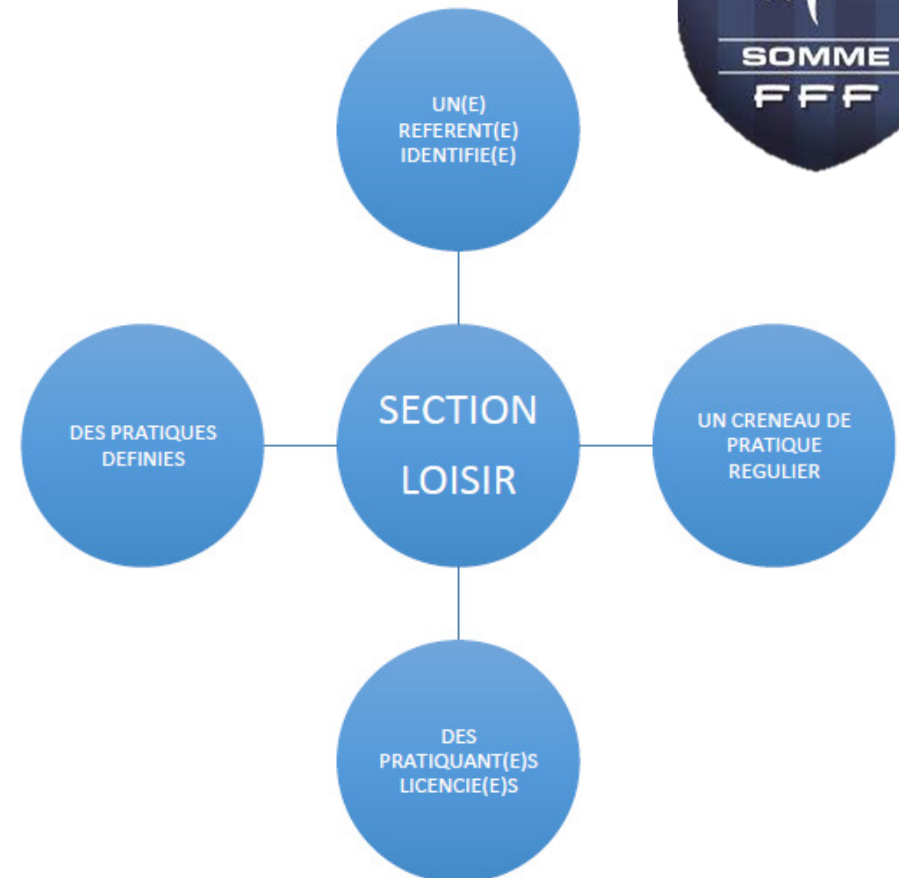 SOMME
FFF
UN(E)
REFERENT(E)
IDENTIFIE(E)
DES PRATIQUES
DEFINIES
SECTION
LOISIR
UN CRENEAU DE
PRATIQUE
REGULIER
DES
PRATIQUANT(E)S
LICENCIE(E)S